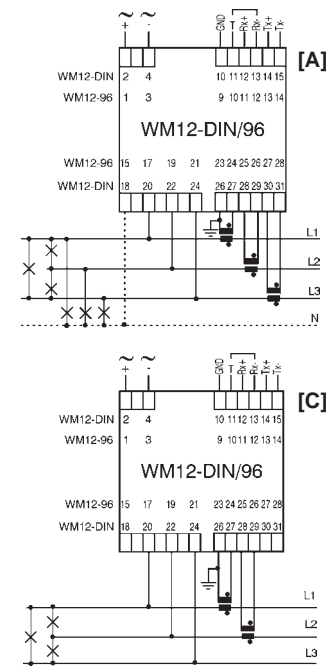 ~ ~
+ -
GND T Rx+ Rx- Tx+ Tx-
[A]
WM12-DIN 2 4 10 11 12 13 14 15
WM12-96 1 3 9 10 11 12 13 14
WM12-DIN/96
WM12-96 15 17 19 21 23 24 25 26 27 28
WM12-DIN 18 20 22 24 26 27 28 29 30 31
L1
L2
L3
N
~ ~
+ -
GND T Rx+ Rx- Tx+ Tx-
[C]
WM12-DIN 2 4 10 11 12 13 14 15
WM12-96 1 3 9 10 11 12 13 14
WM12-DIN/96
WM12-96 15 17 19 21 23 24 25 26 27 28
WM12-DIN 18 20 22 24 26 27 28 29 30 31
L1
L2
L3